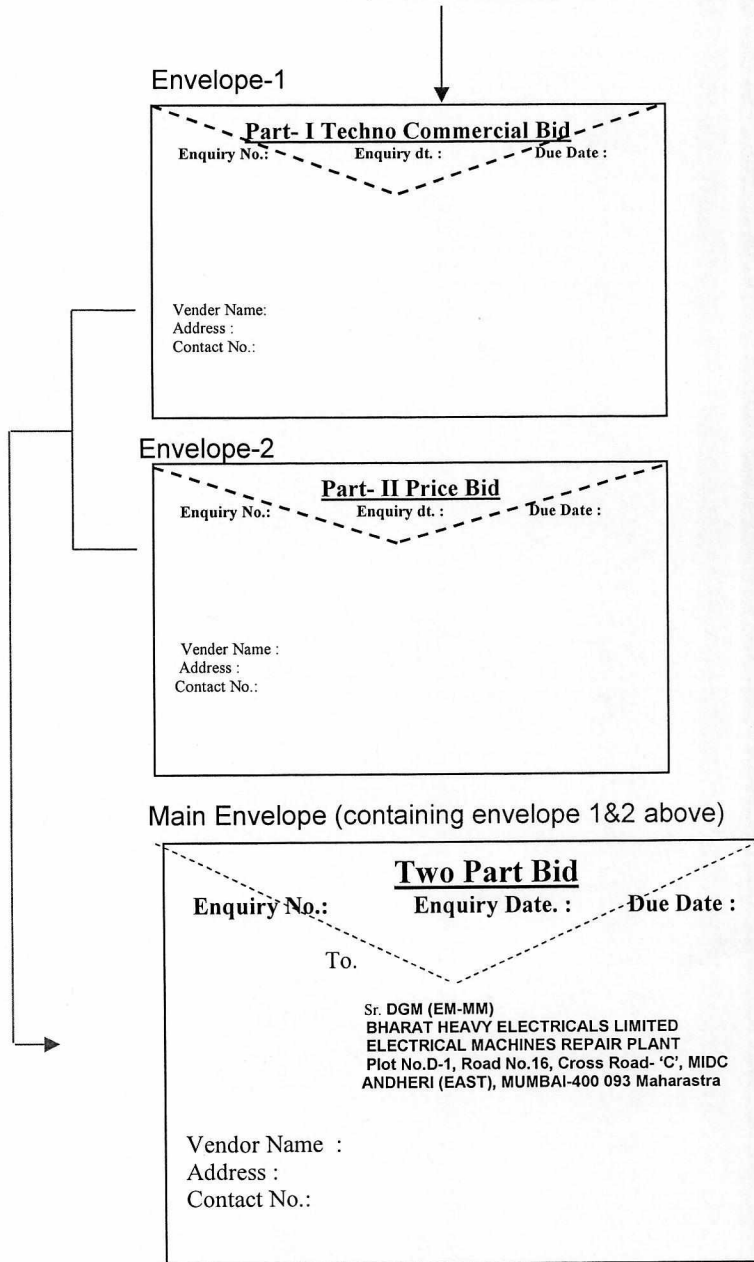 Envelope-1
Part- I Techno Commercial Bid
Enquiry No.: Enquiry dt. : Due Date :
Vender Name:
Address :
Contact No.:
Envelope-2
Part- II Price Bid
Enquiry No.: Enquiry dt. : Due Date :
Vender Name :
Address :
Contact No.:
Main Envelope (containing envelope 1&2 above)
Two Part Bid
Enquiry No.: Enquiry Date. : Due Date :
To.
Sr. DGM (EM-MM)
BHARAT HEAVY ELECTRICALS LIMITED
ELECTRICAL MACHINES REPAIR PLANT
Plot No.D-1, Road No.16, Cross Road- ‘C’, MIDC
ANDHERI (EAST), MUMBAI-400 093 Maharastra
Vendor Name :
Address :
Contact No.: